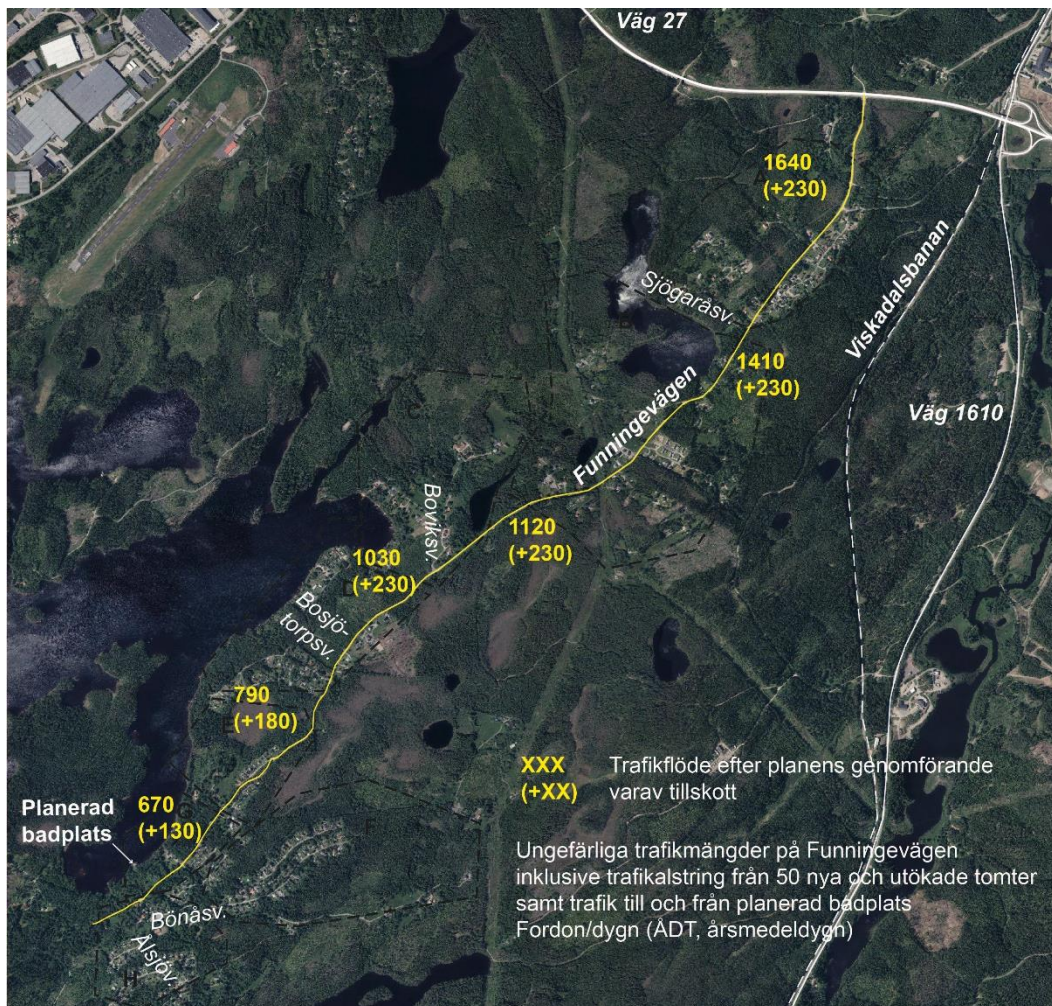 Väg 27
1640
(+230)
Sjögaråsv.
Viskadalsbanan
1410
(+230)
Väg 1610
Funningevägen
Boviksv.
1120
(+230)
1030
(+230)
Bosjö-
torpsv.
790
(+180)
XXX
(+XX)
Trafikflöde efter planens genomförande
varav tillskott
Planerad
badplats
670
(+130)
Ungefärliga trafikmängder på Funningevägen
inklusive trafikalstring från 50 nya och utökade tomter
samt trafik till och från planerad badplats
Fordon/dygn (ÅDT, årsmedeldygn)
Bönåsv.
Ålsjöv.
H